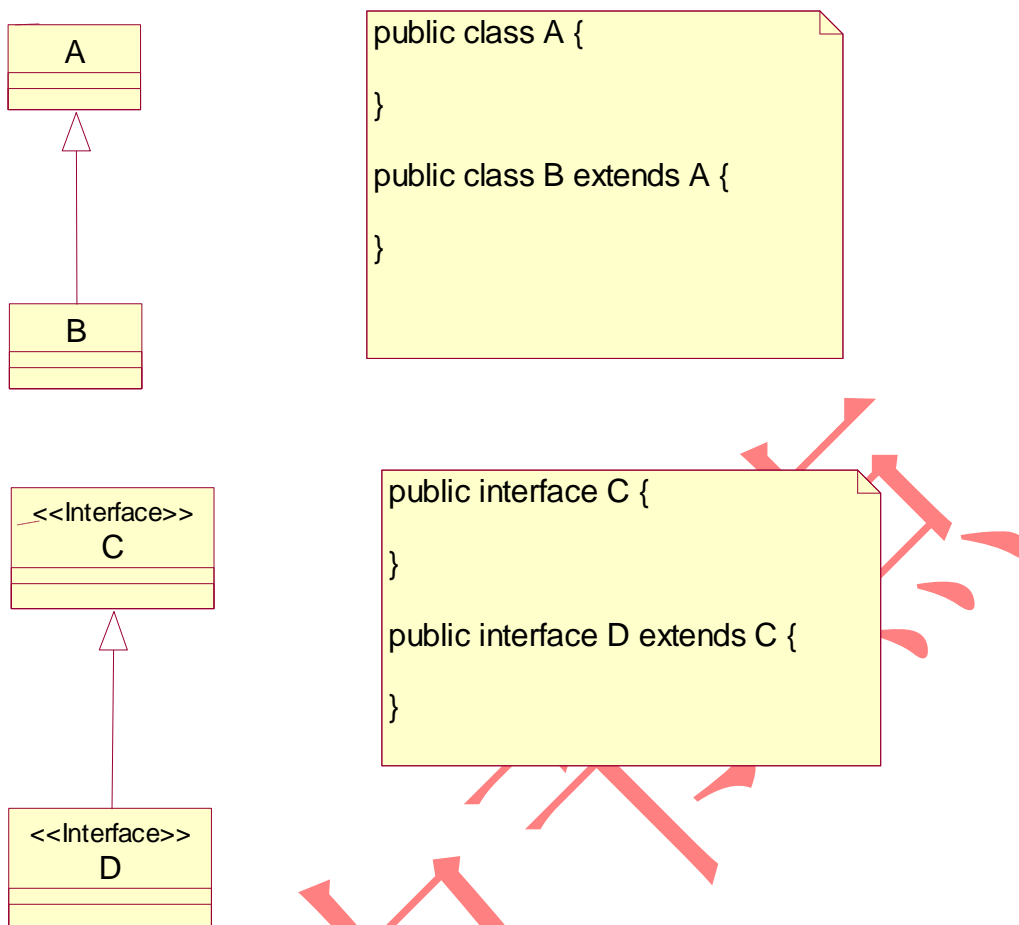 A
B
public class A {
}
public class B extends A {
}
<<Interface>>
C
<<Interface>>
D
public interface C {
}
public interface D extends C {
}